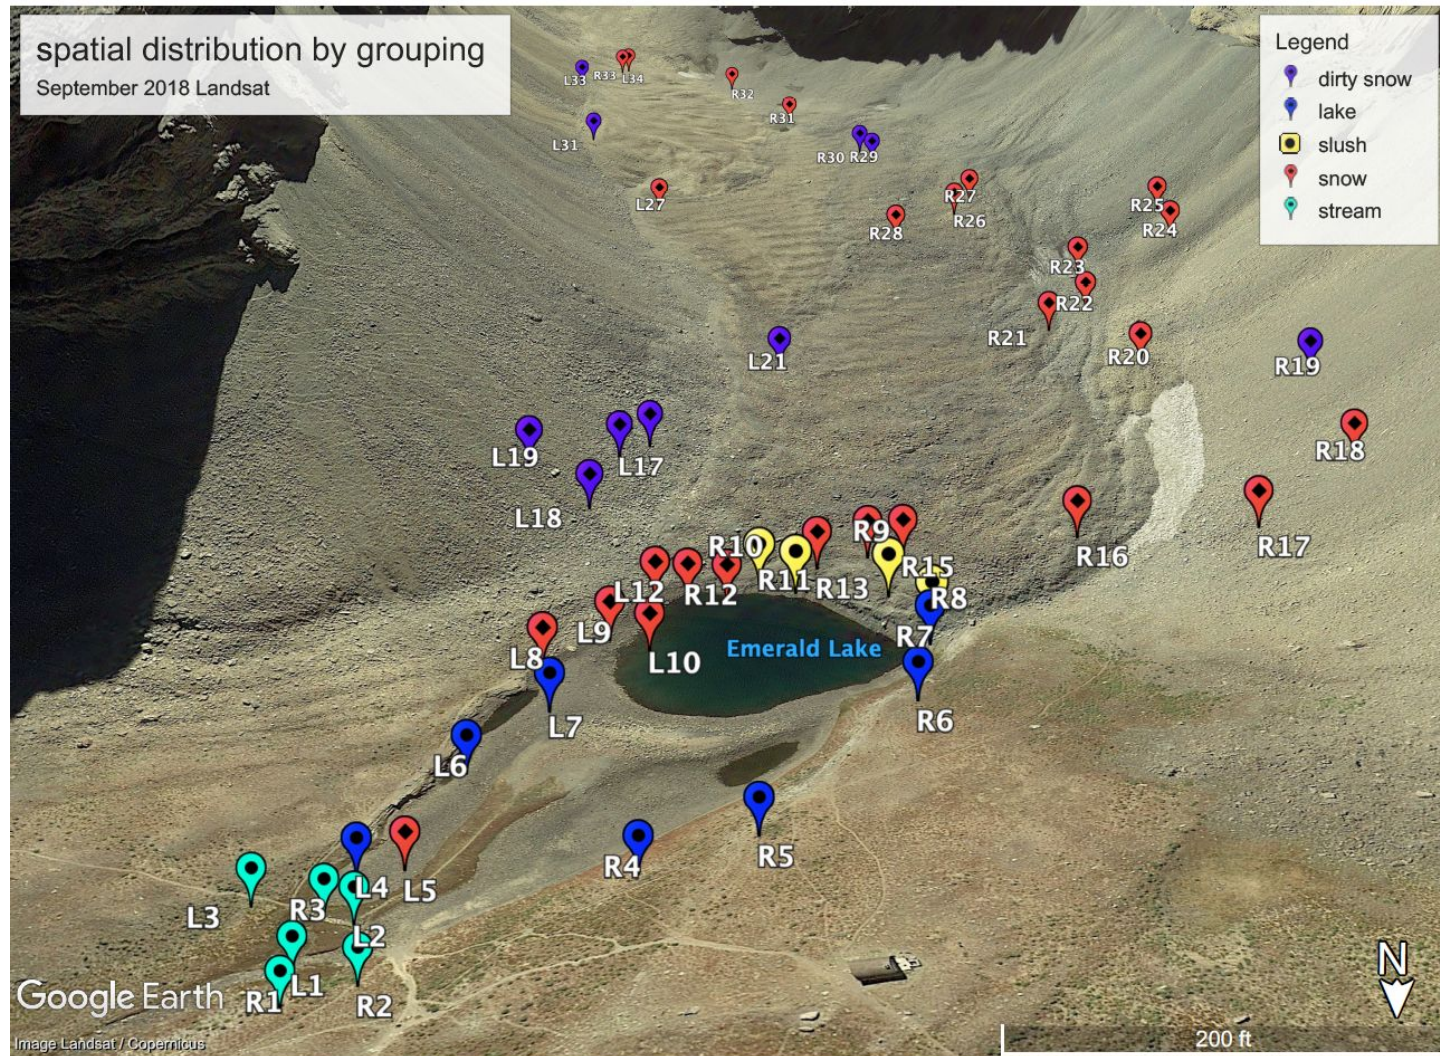 spatial distribution by grouping
September 2018 Landsat
Legend
dirty snow
lake
slush
snow
stream
L33 R33 L34
R32
R31
L31
R30 R29
L27
R27
R28
R26
R25
R24
R23
R22
R21
R20
L21
R19
R18
L19
L17
L18
R17
R16
R10
R9
R11
R13
R15
L12
R12
R8
L9
R7
L8
L10
Emerald Lake
R6
L7
L6
R5
R4
L4
L5
L3
R3
L2
L1
R1
R2
N
Google Earth
200 ft
Image Landsat / Copernicus